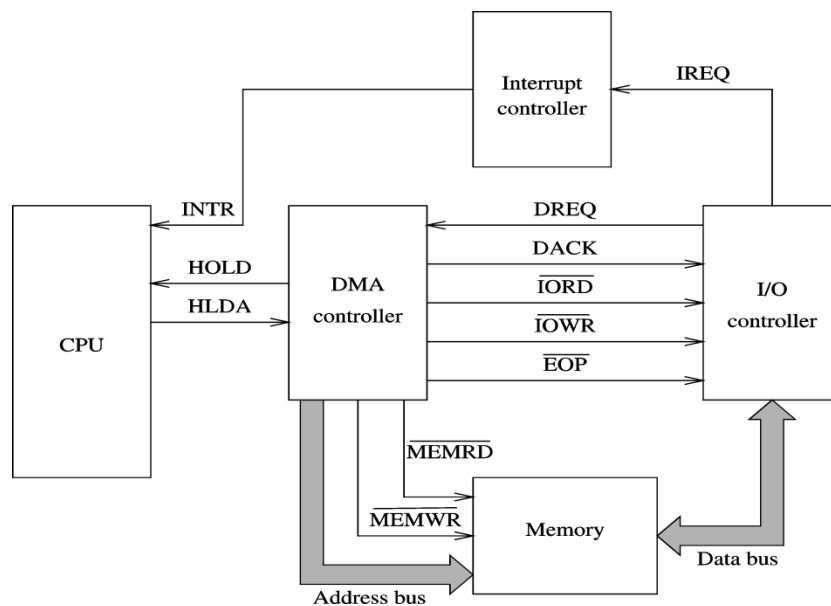 Interrupt
controller
IREQ
INTR
DREQ
HOLD
DACK
HLDA
DMA
controller
IORD
IOWR
EOP
I/O
controller
CPU
MEMRD
MEMWR
Memory
Address bus
Data bus